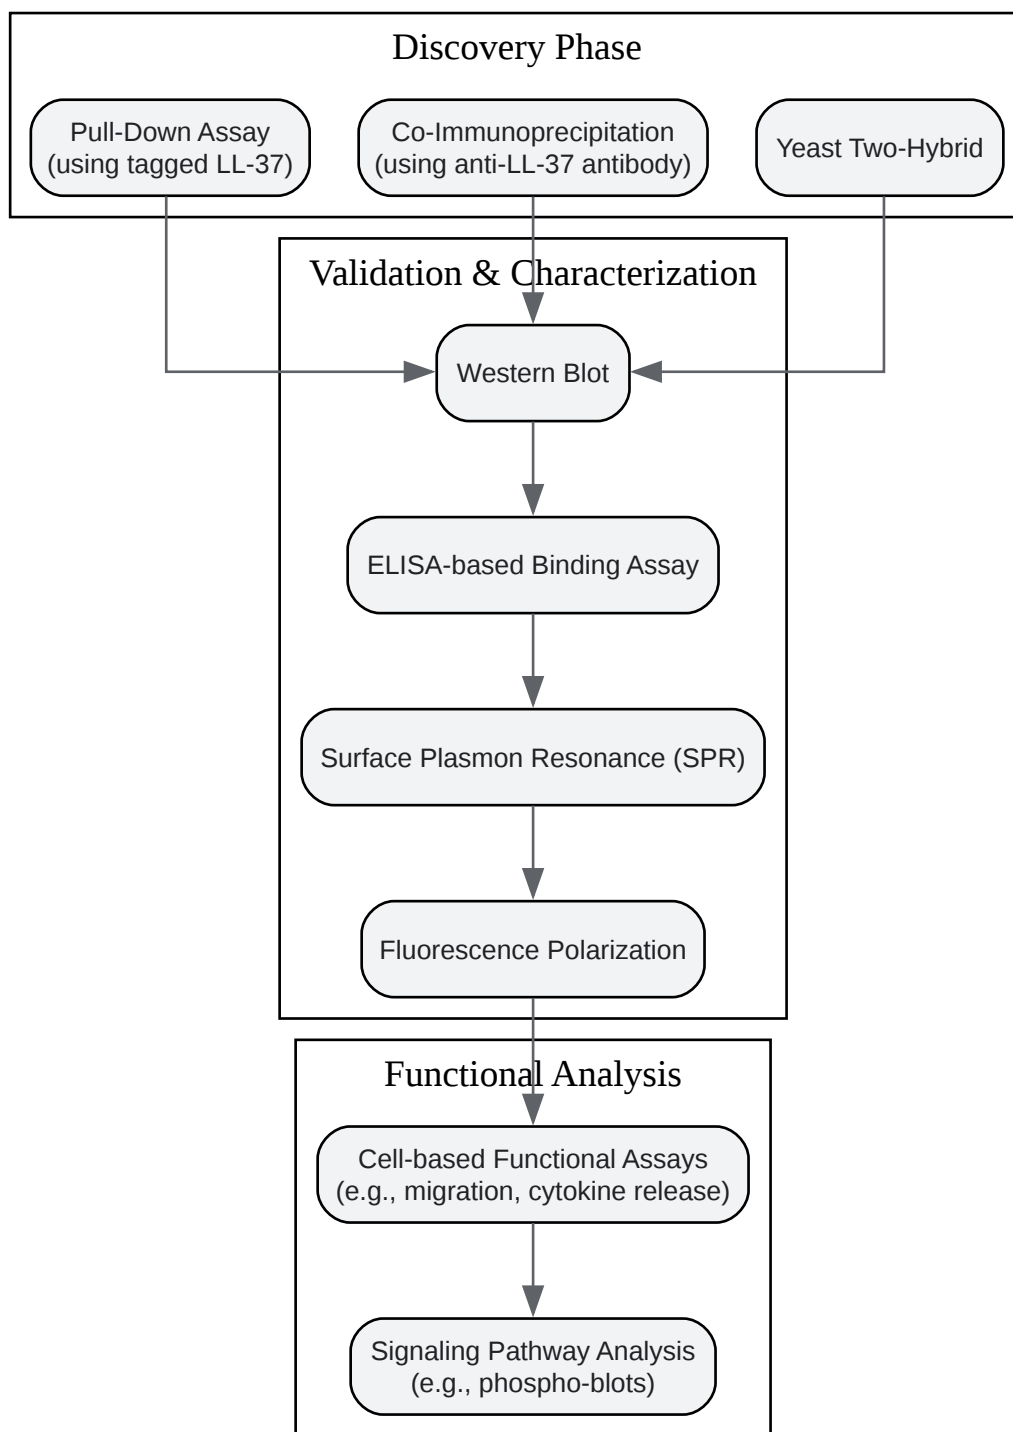 Discovery Phase
Pull-Down Assay
(using tagged LL-37)
Co-Immunoprecipitation
(using anti-LL-37 antibody)
Yeast Two-Hybrid
Validation & Characterization
Western Blot
ELISA-based Binding Assay
Surface Plasmon Resonance (SPR)
Fluorescence Polarization
Functional Analysis
Cell-based Functional Assays
(e.g., migration, cytokine release)
Signaling Pathway Analysis
(e.g., phospho-blots)